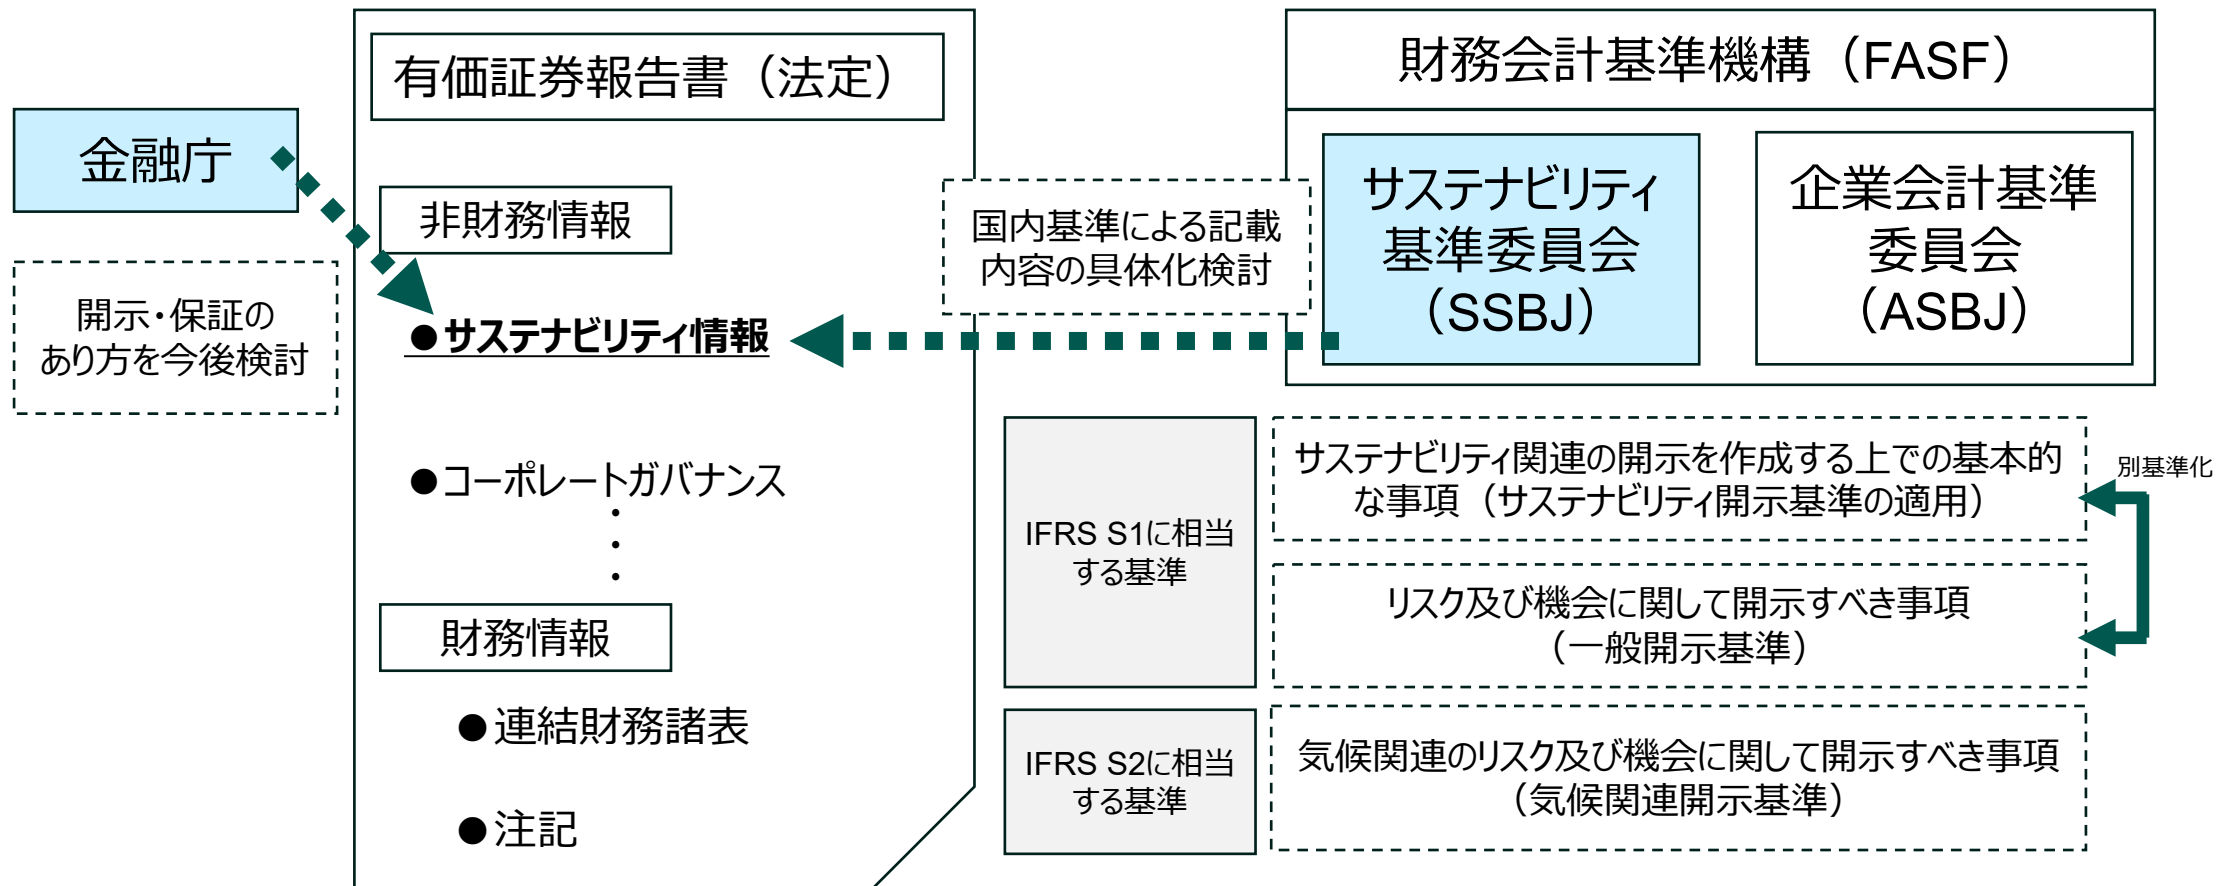 有価証券報告書（法定）
財務会計基準機構（FASF）
金融庁
開示・保証の
あり方を今後検討
非財務情報
●サステナビリティ情報
●コーポレートガバナンス
・
・
・
財務情報
●連結財務諸表
●注記
国内基準による記載
内容の具体化検討
サステナビリティ
基準委員会
（SSBJ）
企業会計基準
委員会
（ASBJ）
IFRS S1に相当
する基準
サステナビリティ関連の開示を作成する上での基本的
な事項（サステナビリティ開示基準の適用）
別基準化
リスク及び機会に関して開示すべき事項
（一般開示基準）
IFRS S2に相当
する基準
気候関連のリスク及び機会に関して開示すべき事項
（気候関連開示基準）